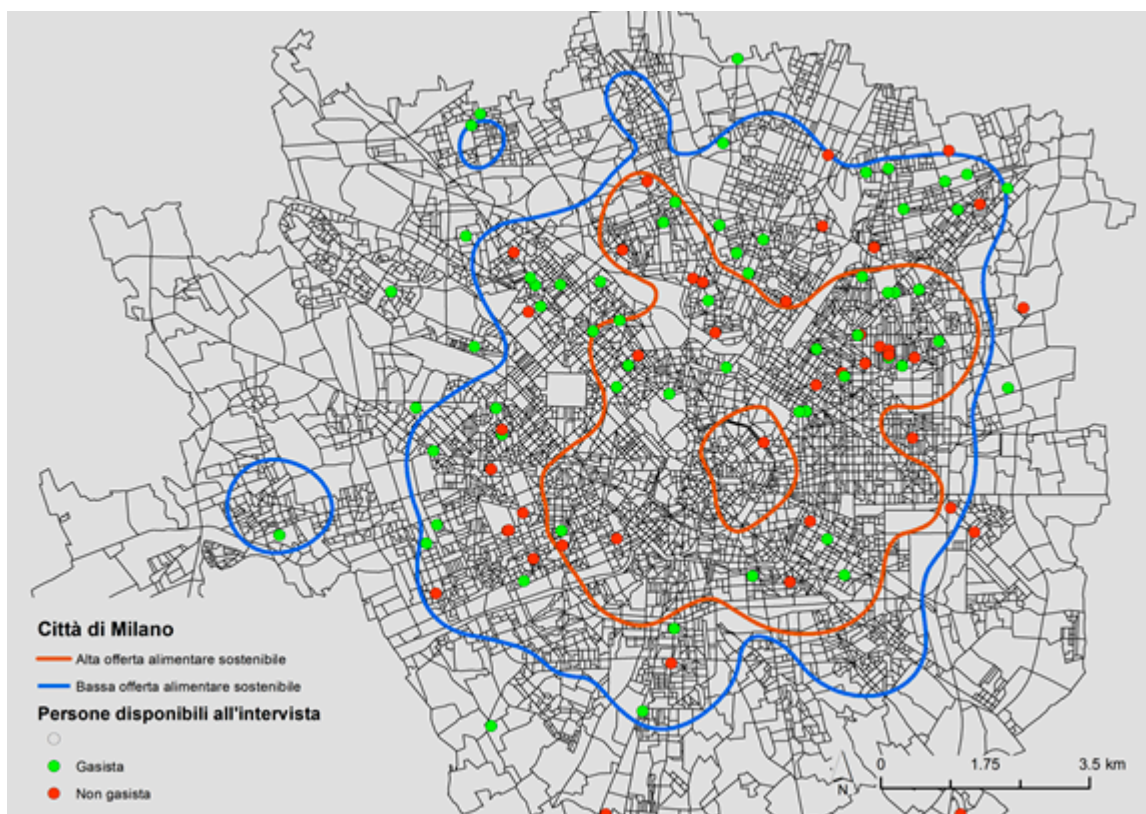 Città di Milano
Alta offerta alimentare sostenibile
Bassa offerta alimentare sostenibile
Persone disponibili all'intervista
Gasista
Non gasista
N
0 1.75 3.5 km